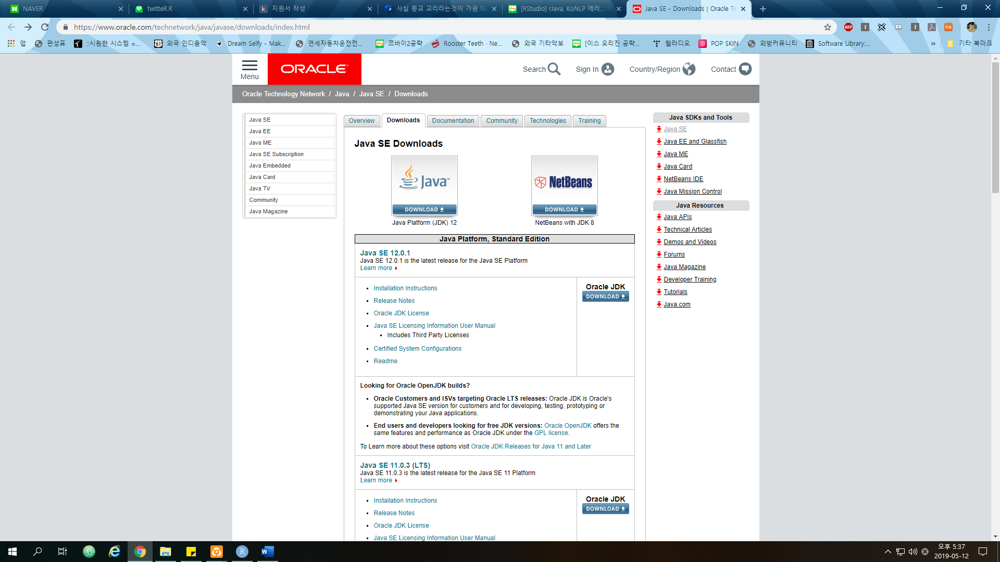 NAVER
twitteR.R
지원서 작성
사실 종교 교리라는것이 가끔 대
[RStudio] rJava, KoNLP 에러.. : 네
Java SE - Downloads | Oracle Te
https://www.oracle.com/technetwork/java/javase/downloads/index.html
앱
편성표
::시원한 시스템 =...
외국 인디음악
Dream Selfy - Mak...
연세자동차운전전...
쯔바이2공략
Rooster Teeth · Ne...
외국 기타악보
[이스 오리진 공략...
웹라디오
POP SKIN
외방커뮤니티
Software Library:...
»
기타 북마크
Menu
ORACLE
Search
Sign In
Country/Region
Contact
Oracle Technology Network / Java / Java SE / Downloads
Java SE
Java EE
Java ME
Java SE Subscription
Java Embedded
Java Card
Java TV
Community
Java Magazine
Overview
Downloads
Documentation
Community
Technologies
Training
Java SE Downloads
Java™
DOWNLOAD
Java Platform (JDK) 12
NetBeans
DOWNLOAD
NetBeans with JDK 8
Java Platform, Standard Edition
Java SE 12.0.1
Java SE 12.0.1 is the latest release for the Java SE Platform
Learn more
Installation Instructions
Release Notes
Oracle JDK License
Java SE Licensing Information User Manual
Includes Third Party Licenses
Certified System Configurations
Readme
Oracle JDK
DOWNLOAD
Looking for Oracle OpenJDK builds?
Oracle Customers and ISVs targeting Oracle LTS releases: Oracle JDK is Oracle's
supported Java SE version for customers and for developing, testing, prototyping or
demonstrating your Java applications.
End users and developers looking for free JDK versions: Oracle OpenJDK offers the
same features and performance as Oracle JDK under the GPL license.
To Learn more about these options visit Oracle JDK Releases for Java 11 and Later
Java SE 11.0.3 (LTS)
Java SE 11.0.3 is the latest release for the Java SE 11 Platform
Learn more
Installation Instructions
Release Notes
Oracle JDK License
Java SE Licensing Information User Manual
Oracle JDK
DOWNLOAD
Java SDKs and Tools
Java SE
Java EE and Glassfish
Java ME
Java Card
NetBeans IDE
Java Mission Control
Java Resources
Java APIs
Technical Articles
Demos and Videos
Forums
Java Magazine
Developer Training
Tutorials
Java.com
오후 5:37
2019-05-12